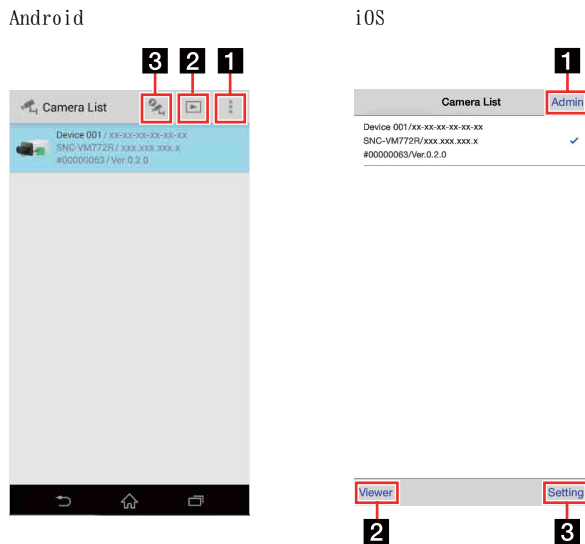 Android
iOS
3 2 1
Camera List
Device 001 / xx-xx-xx-xx-xx-xx
SNC-VM772R / xxx.xxx.xxx.x
#00000063 / Ver 0.2.0
1
Camera List
Admin
Device 001/xx-xx-xx-xx-xx-xx
SNC-VM772R/xxx.xxx.xxx.x
#00000063/Ver.0.2.0
Viewer
Setting
2
3